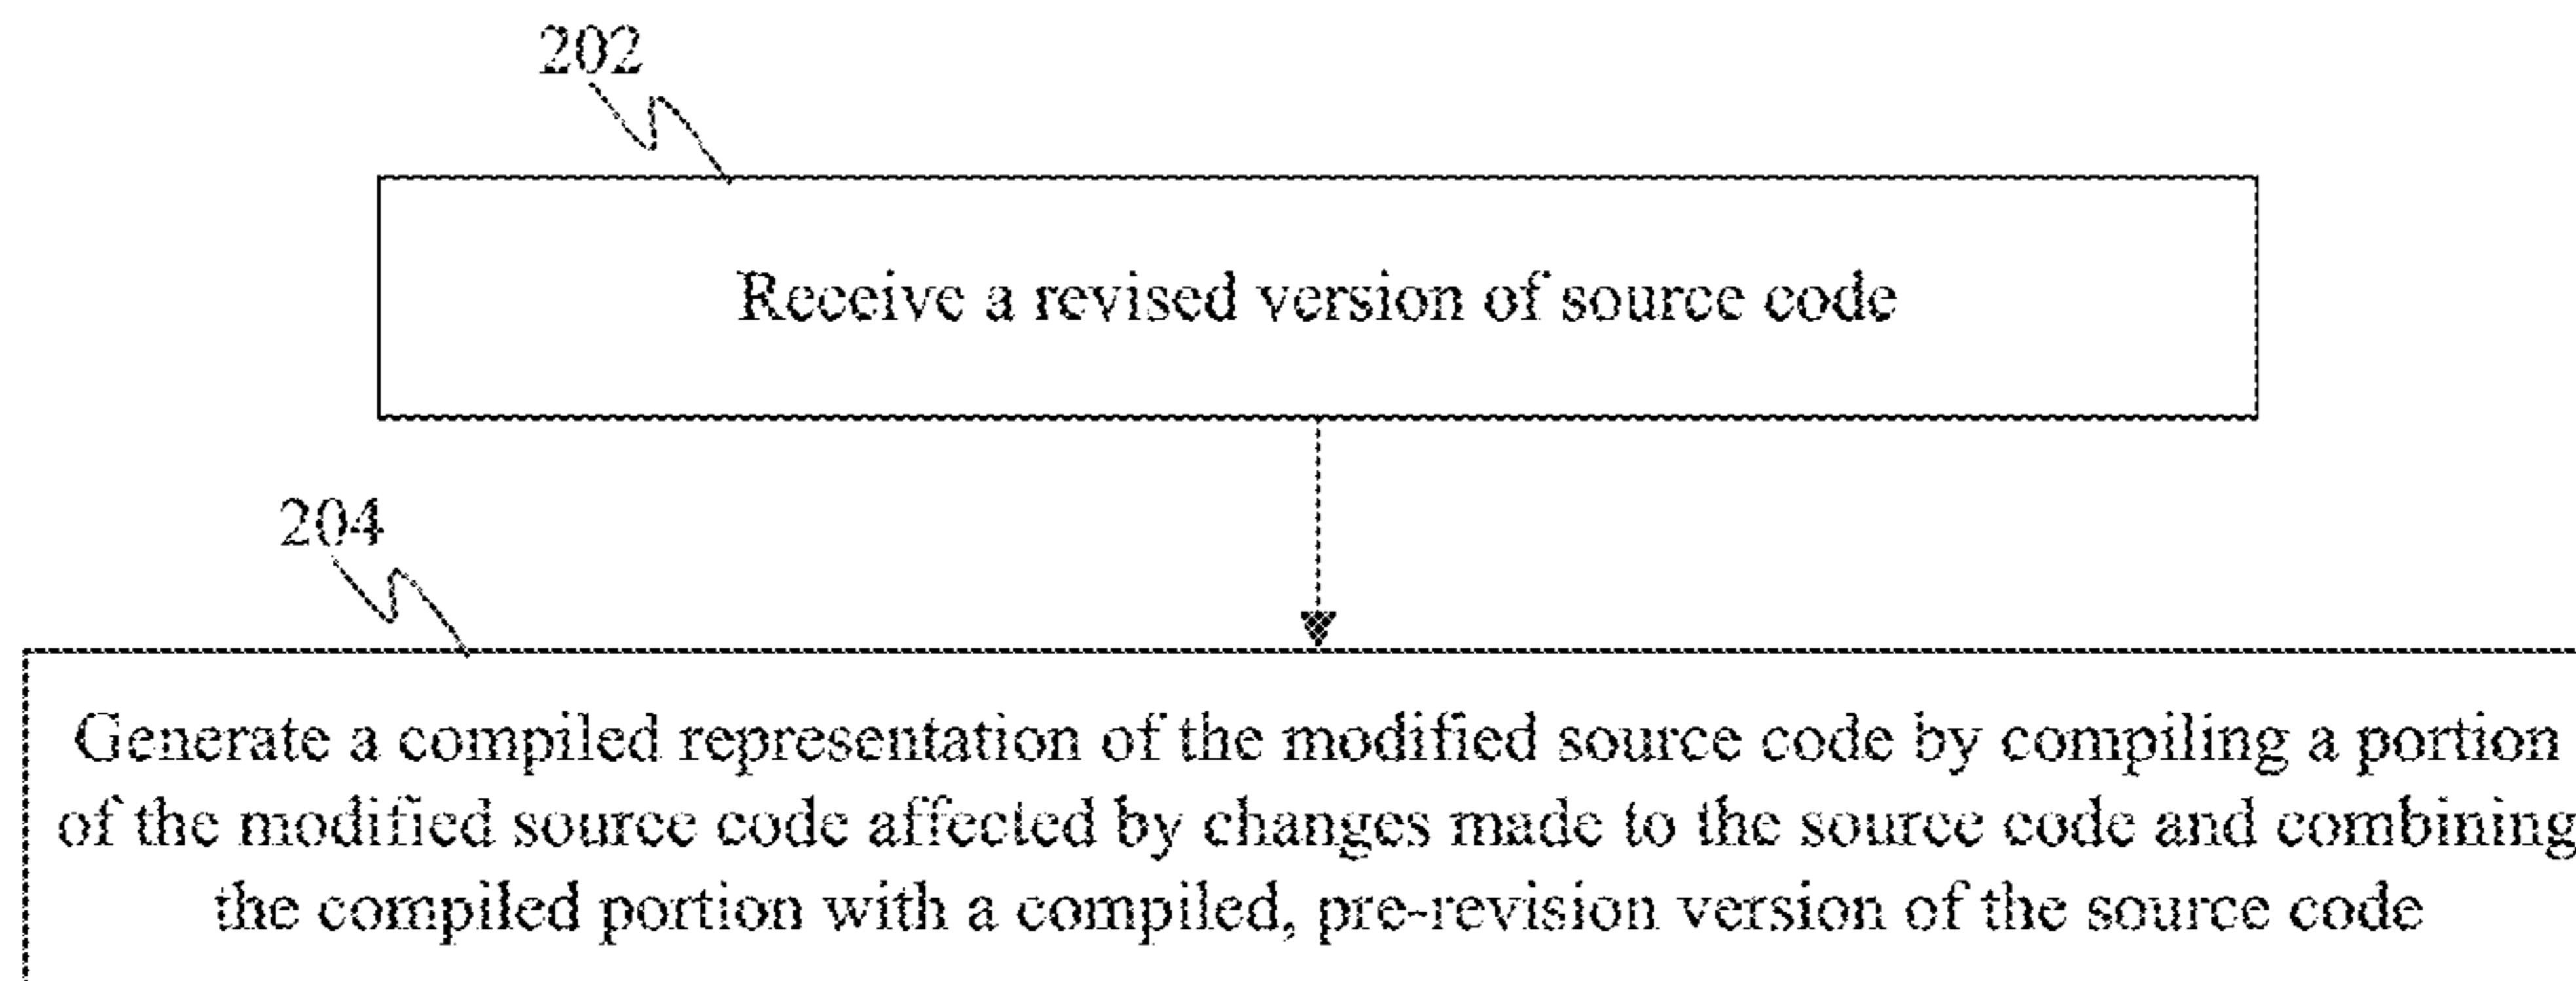 202
Receive a revised version of source code
204
Generate a compiled representation of the modified source code by compiling a portion
of the modified source code affected by changes made to the source code and combining
the compiled portion with a compiled, pre-revision version of the source code